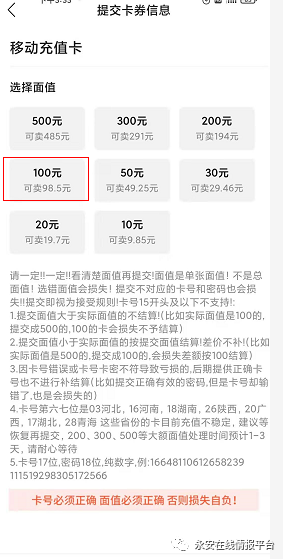 提交卡券信息
移动充值卡
选择面值
500元
可卖485元
300元
可卖291元
200元
可卖194元
100元
可卖98.5元
50元
可卖49.25元
30元
可卖29.46元
20元
可卖19.7元
10元
可卖9.85元
请一定!!一定!!看清楚面值再提交!面值是单张面值！不是总
面值！选错面值会损失！提交不对应的卡号和密码也会损
失!!提交即视为接受规则!卡号15开头及以下不支持!:
1.提交面值大于实际面值的不结算!(比如实际面值是100的,
提交成500的,100的卡会损失不予结算）
2.提交面值小于实际面值的按提交面值结算!差价不补!(比如
实际面值是500的,提交成100的,会损失差额按100结算）
3.因卡号错误或卡号卡密不符导致亏损的,后期提供正确卡
号也不进行补结算(比如提交正确有效的密码,但是卡号却输
错了,也是会损失的）
4.卡号第六七位是03河北，16河南，18湖南，26陕西，20广
西，17湖北，28青海 这些省份的卡目前充值不稳定，建议等
恢复再提交，200、300、500等大额面值处理时间预计1-3
天，请耐心等待
5.卡号17位,密码18位,纯数字,例:16648110612658239
111519298305172566
卡号必须正确 面值必须正确 否则损失自负！
永安在线情报平台